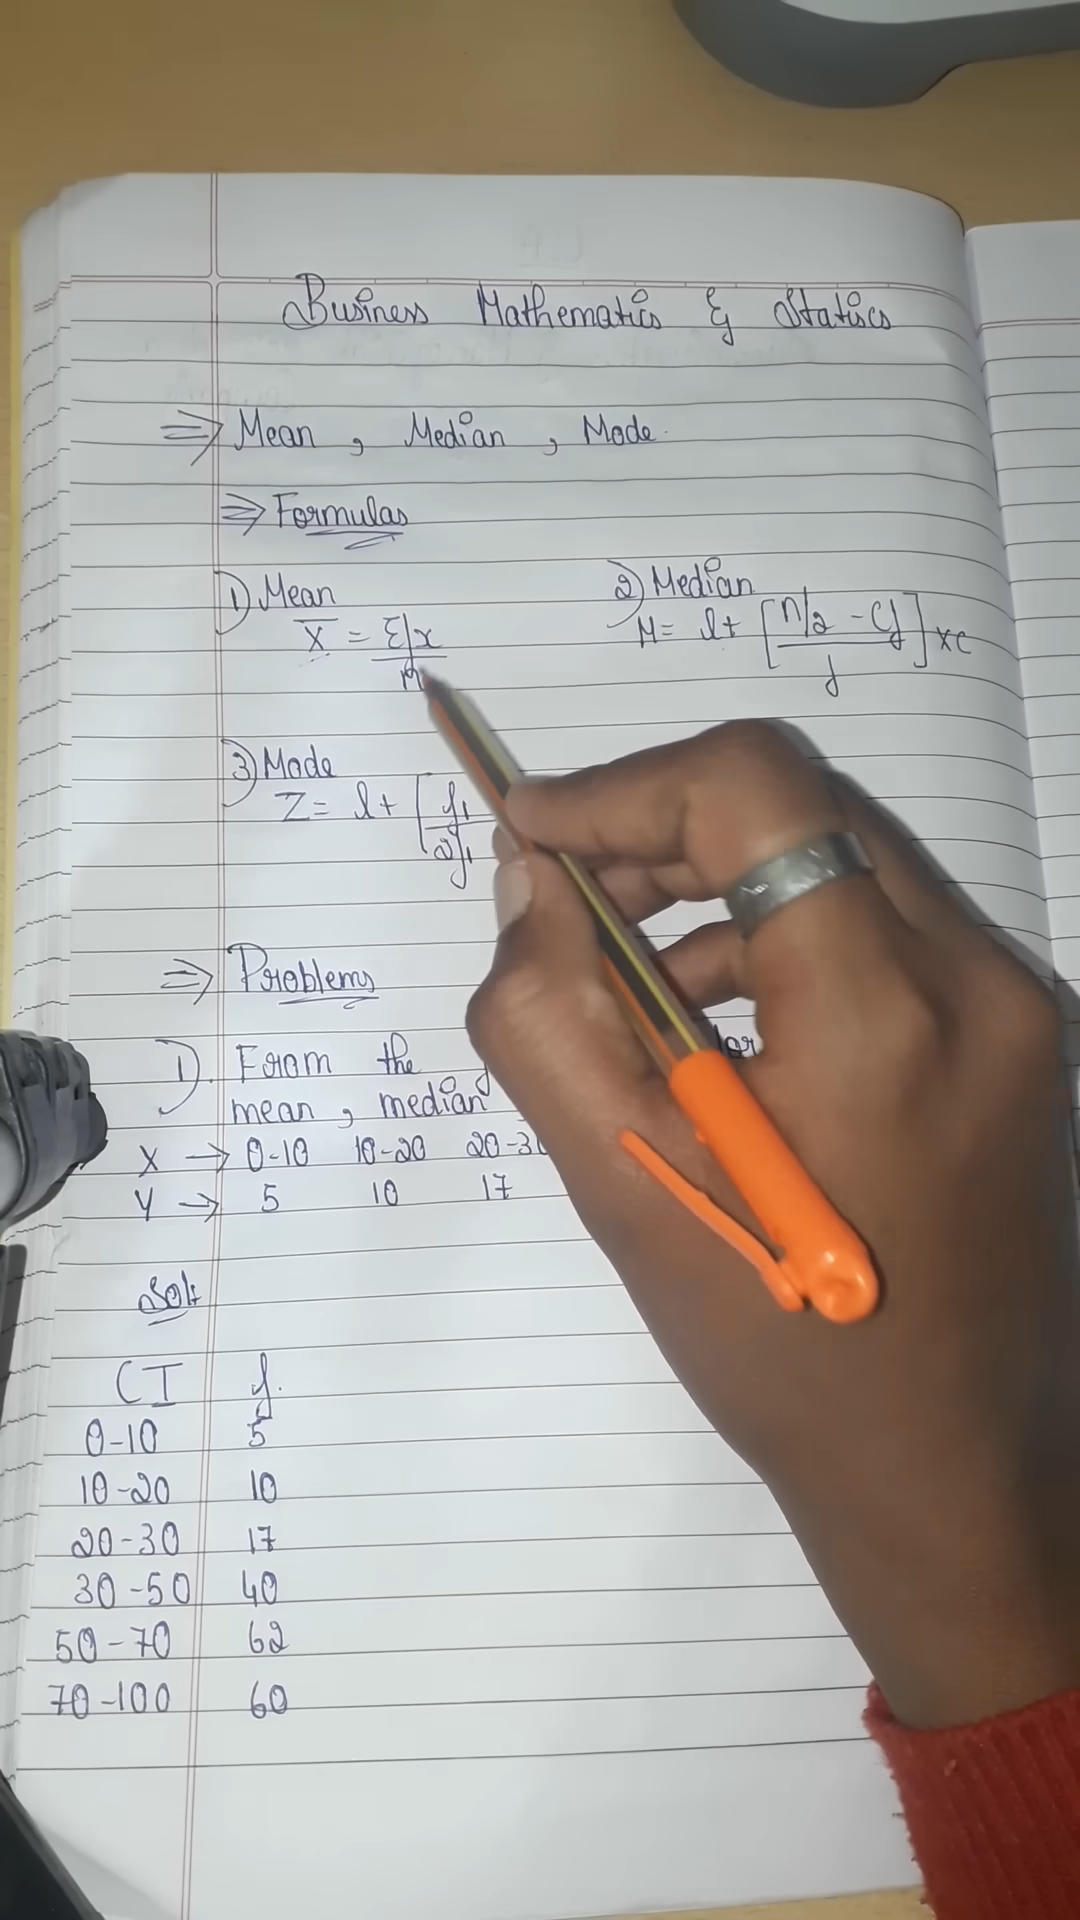 Business Mathematics & Statiscs
⇒ Mean , Median , Mode
⇒ Formulas
1) Mean
X̄ = Σfx / n
2) Median
M = l+ [n/2 - Cf / f] × c
3) Mode
Z = l+ [f₁ / 2f₁
⇒ Problems
1). From the
mean, median
X → 0-10 10-20 20-30
Y → 5 10 17
Sol:
CI f.
0-10 5
10-20 10
20-30 17
30-50 40
50-70 62
70-100 60